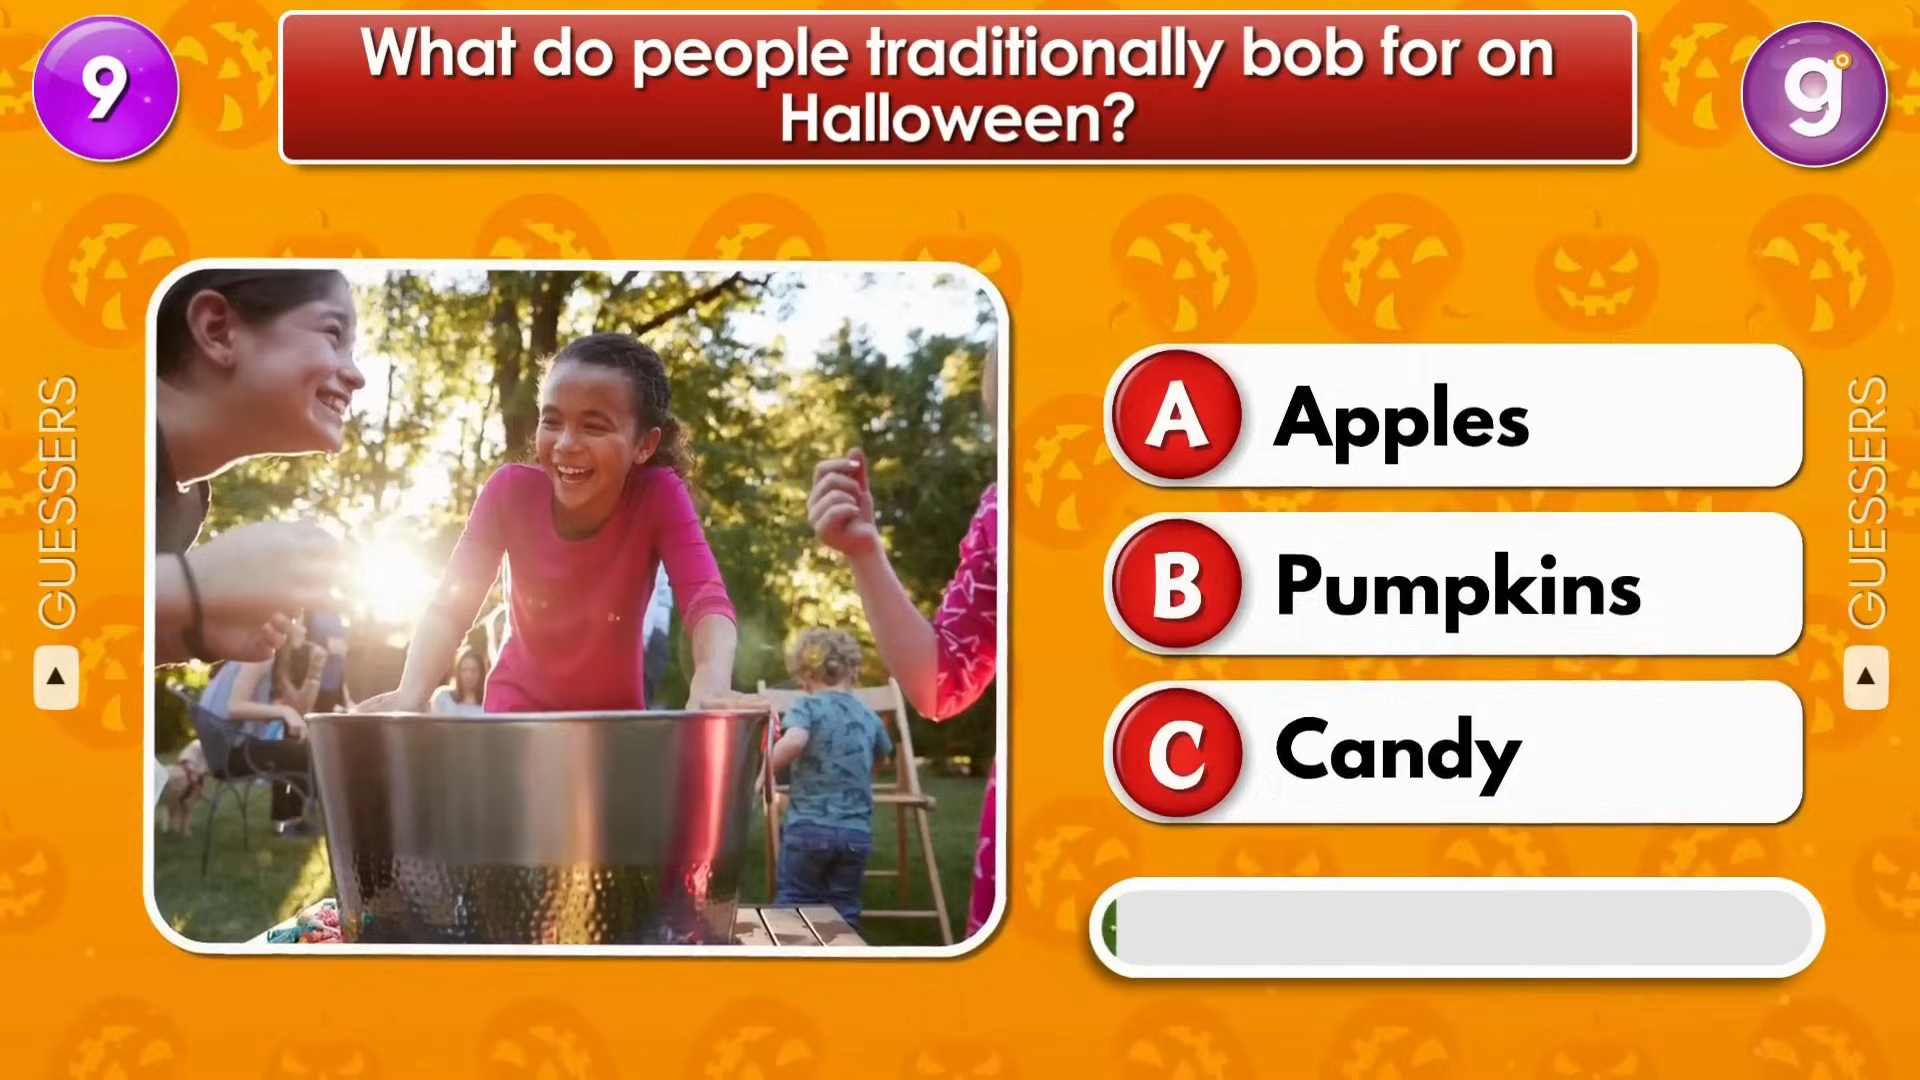 9
What do people traditionally bob for on
Halloween?
g
GUESSERS
A Apples
B Pumpkins
C Candy
GUESSERS